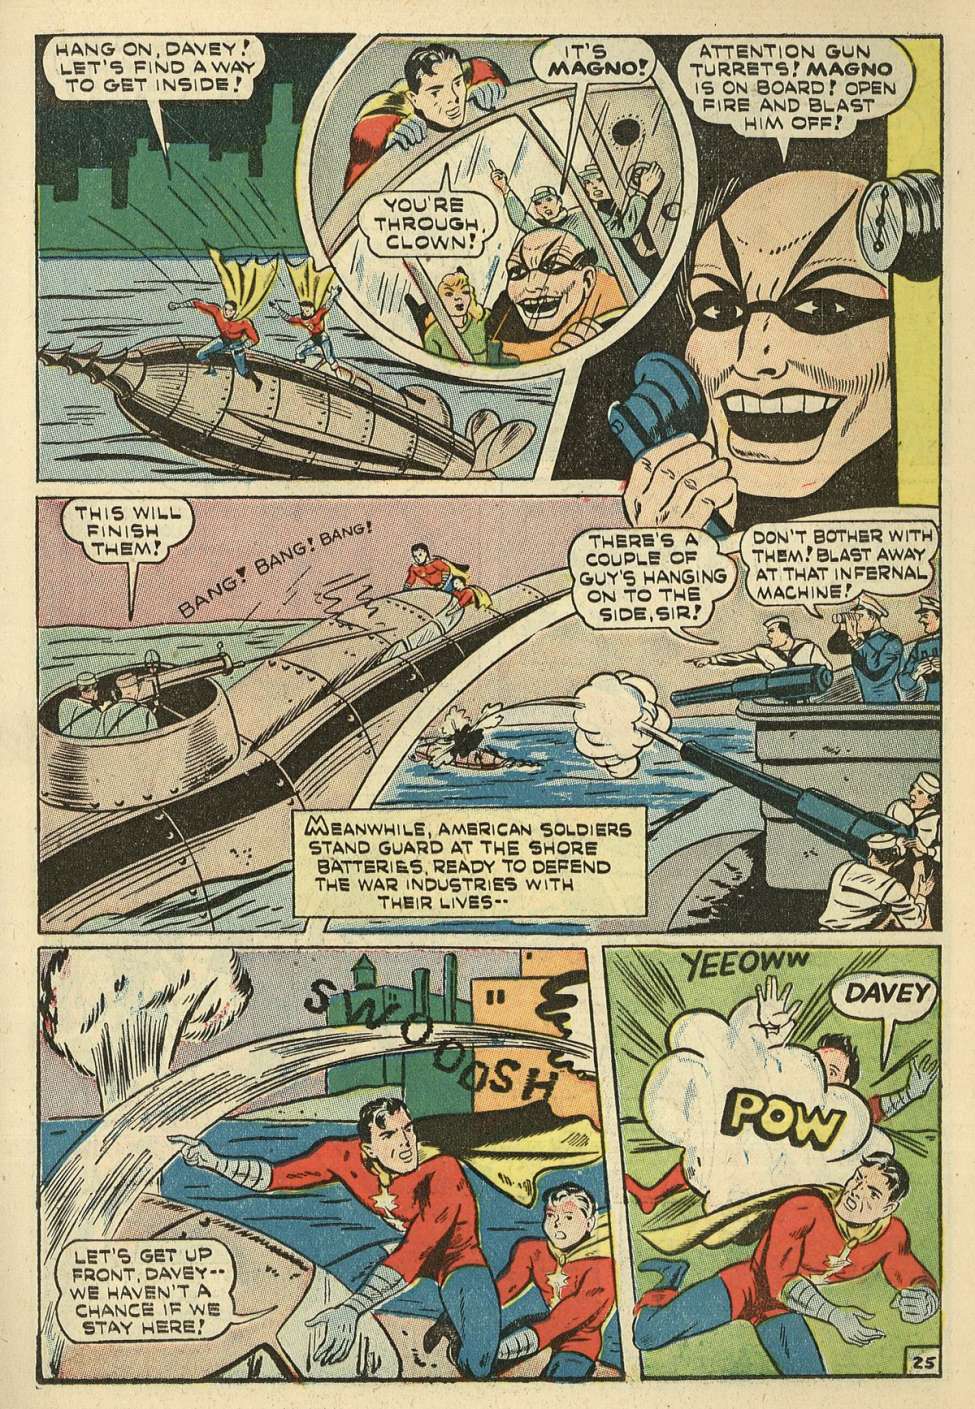 HANG ON, DAVEY!
LET'S FIND A WAY
TO GET INSIDE!
IT'S
MAGNO!
YOU'RE
THROUGH,
CLOWN!
ATTENTION GUN
TURRETS! MAGNO
IS ON BOARD! OPEN
FIRE AND BLAST
HIM OFF!
THIS WILL
FINISH
THEM!
BANG! BANG! BANG!
THERE'S A
COUPLE OF
GUY'S HANGING
ON TO THE
SIDE, SIR!
DON'T BOTHER WITH
THEM! BLAST AWAY
AT THAT INFERNAL
MACHINE!
MEANWHILE, AMERICAN SOLDIERS
STAND GUARD AT THE SHORE
BATTERIES, READY TO DEFEND
THE WAR INDUSTRIES WITH
THEIR LIVES--
SWOOOSH
LET'S GET UP
FRONT, DAVEY--
WE HAVEN'T A
CHANCE IF WE
STAY HERE!
YEEOWW
DAVEY
POW
25